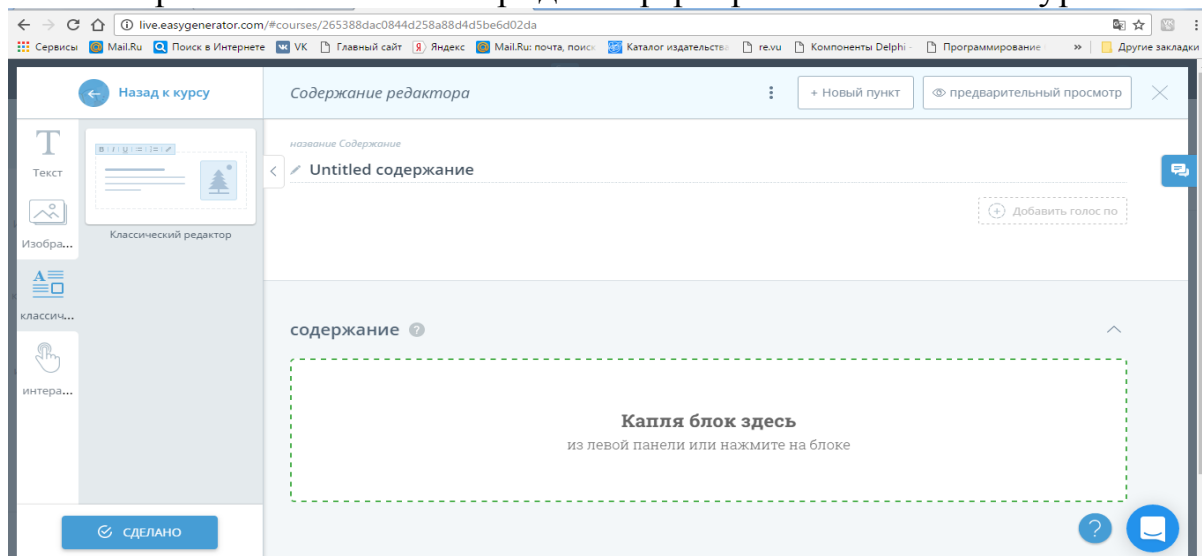 live.easygenerator.com/#courses/265388dac0844d258a88d4d5be6d02da
Сервисы Mail.Ru Поиск в Интернете VK Главный сайт Яндекс Mail.Ru: почта, поиск Каталог издательства re.vu Компоненты Delphi - Программирование » Другие закладки
Назад к курсу
Содержание редактора
+ Новый пункт
предварительный просмотр
Текст
Изобра...
классич...
интера...
B I U
Классический редактор
название Содержание
Untitled содержание
Добавить голос по
содержание ?
Капля блок здесь
из левой панели или нажмите на блоке
СДЕЛАНО
?